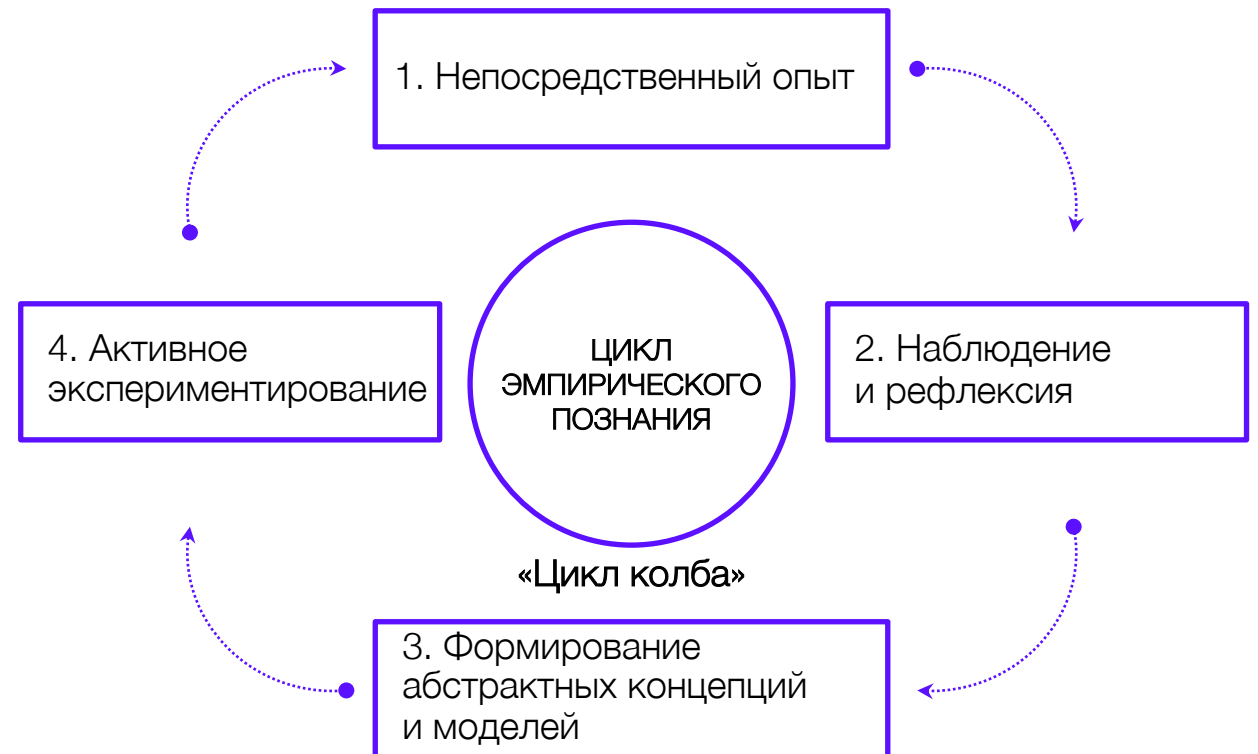 1. Непосредственный опыт
2. Наблюдение
и рефлексия
3. Формирование
абстрактных концепций
и моделей
4. Активное
экспериментирование
ЦИКЛ
ЭМПИРИЧЕСКОГО
ПОЗНАНИЯ
«Цикл колба»